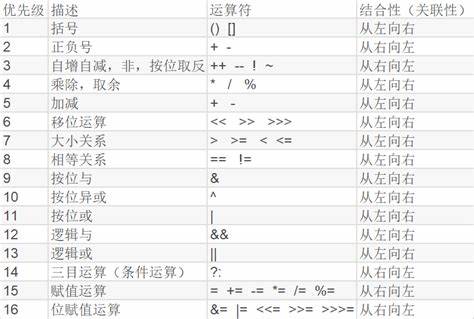 优先级 描述 运算符 结合性（关联性）
1 括号 () [] 从左向右
2 正负号 + - 从右向左
3 自增自减，非，按位取反 ++ -- ! ~ 从右向左
4 乘除，取余 * / % 从左向右
5 加减 + - 从左向右
6 移位运算 << >> >>> 从左向右
7 大小关系 > >= < <= 从左向右
8 相等关系 == != 从左向右
9 按位与 & 从左向右
10 按位异或 ^ 从左向右
11 按位或 | 从左向右
12 逻辑与 && 从左向右
13 逻辑或 || 从左向右
14 三目运算（条件运算） ?: 从右向左
15 赋值运算 = += -= *= /= %= 从右向左
16 位赋值运算 &= |= <<= >>= >>>= 从右向左